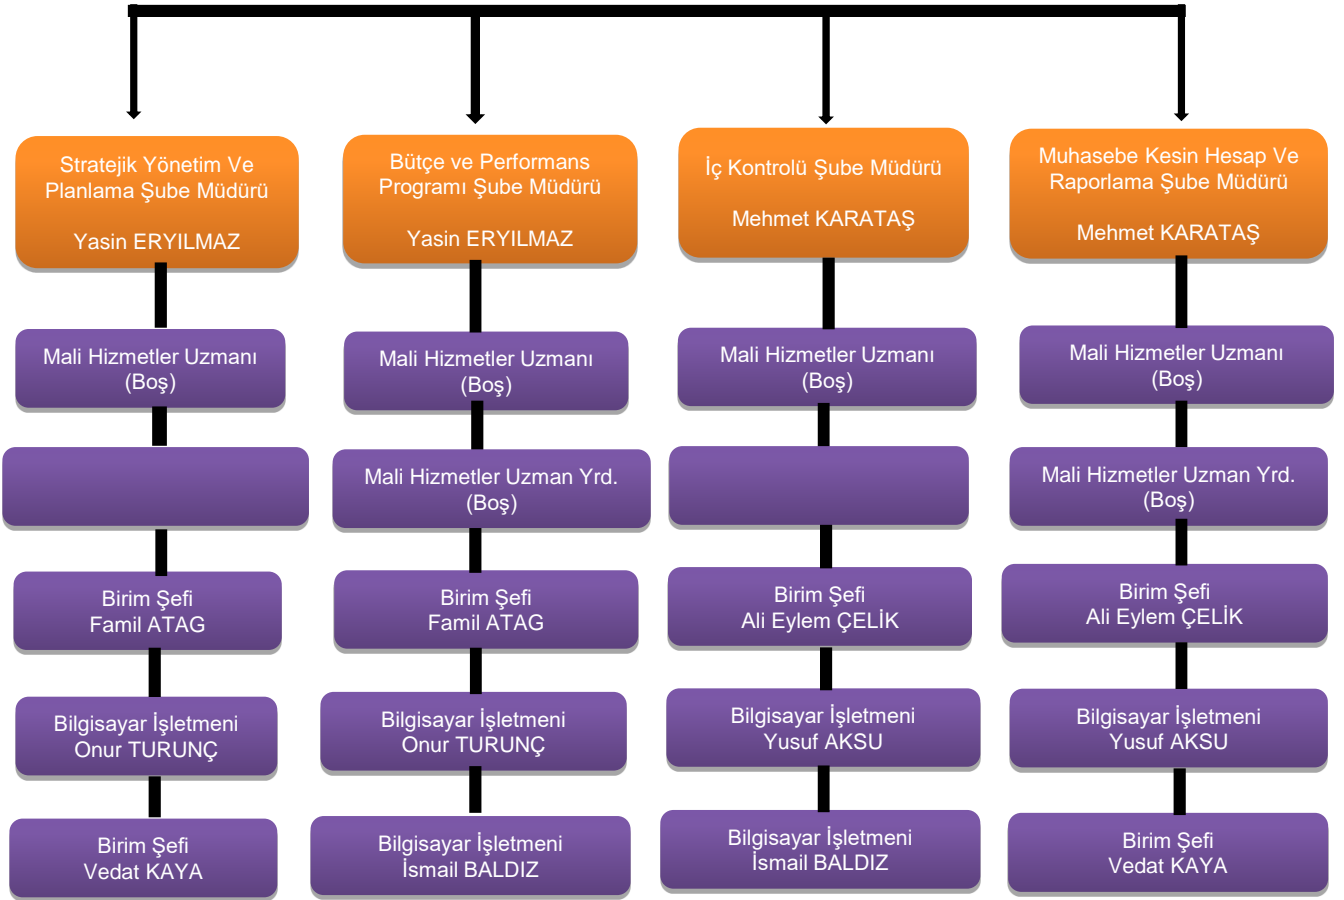 Stratejik Yönetim Ve
Planlama Şube Müdürü
Yasin ERYILMAZ
Mali Hizmetler Uzmanı
(Boş)
Birim Şefi
Famil ATAG
Bilgisayar İşletmeni
Onur TURUNÇ
Birim Şefi
Vedat KAYA
Bütçe ve Performans
Programı Şube Müdürü
Yasin ERYILMAZ
Mali Hizmetler Uzmanı
(Boş)
Mali Hizmetler Uzman Yrd.
(Boş)
Birim Şefi
Famil ATAG
Bilgisayar İşletmeni
Onur TURUNÇ
Bilgisayar İşletmeni
İsmail BALDIZ
İç Kontrolü Şube Müdürü
Mehmet KARATAŞ
Mali Hizmetler Uzmanı
(Boş)
Birim Şefi
Ali Eylem ÇELİK
Bilgisayar İşletmeni
Yusuf AKSU
Bilgisayar İşletmeni
İsmail BALDIZ
Muhasebe Kesin Hesap Ve
Raporlama Şube Müdürü
Mehmet KARATAŞ
Mali Hizmetler Uzmanı
(Boş)
Mali Hizmetler Uzman Yrd.
(Boş)
Birim Şefi
Ali Eylem ÇELİK
Bilgisayar İşletmeni
Yusuf AKSU
Birim Şefi
Vedat KAYA